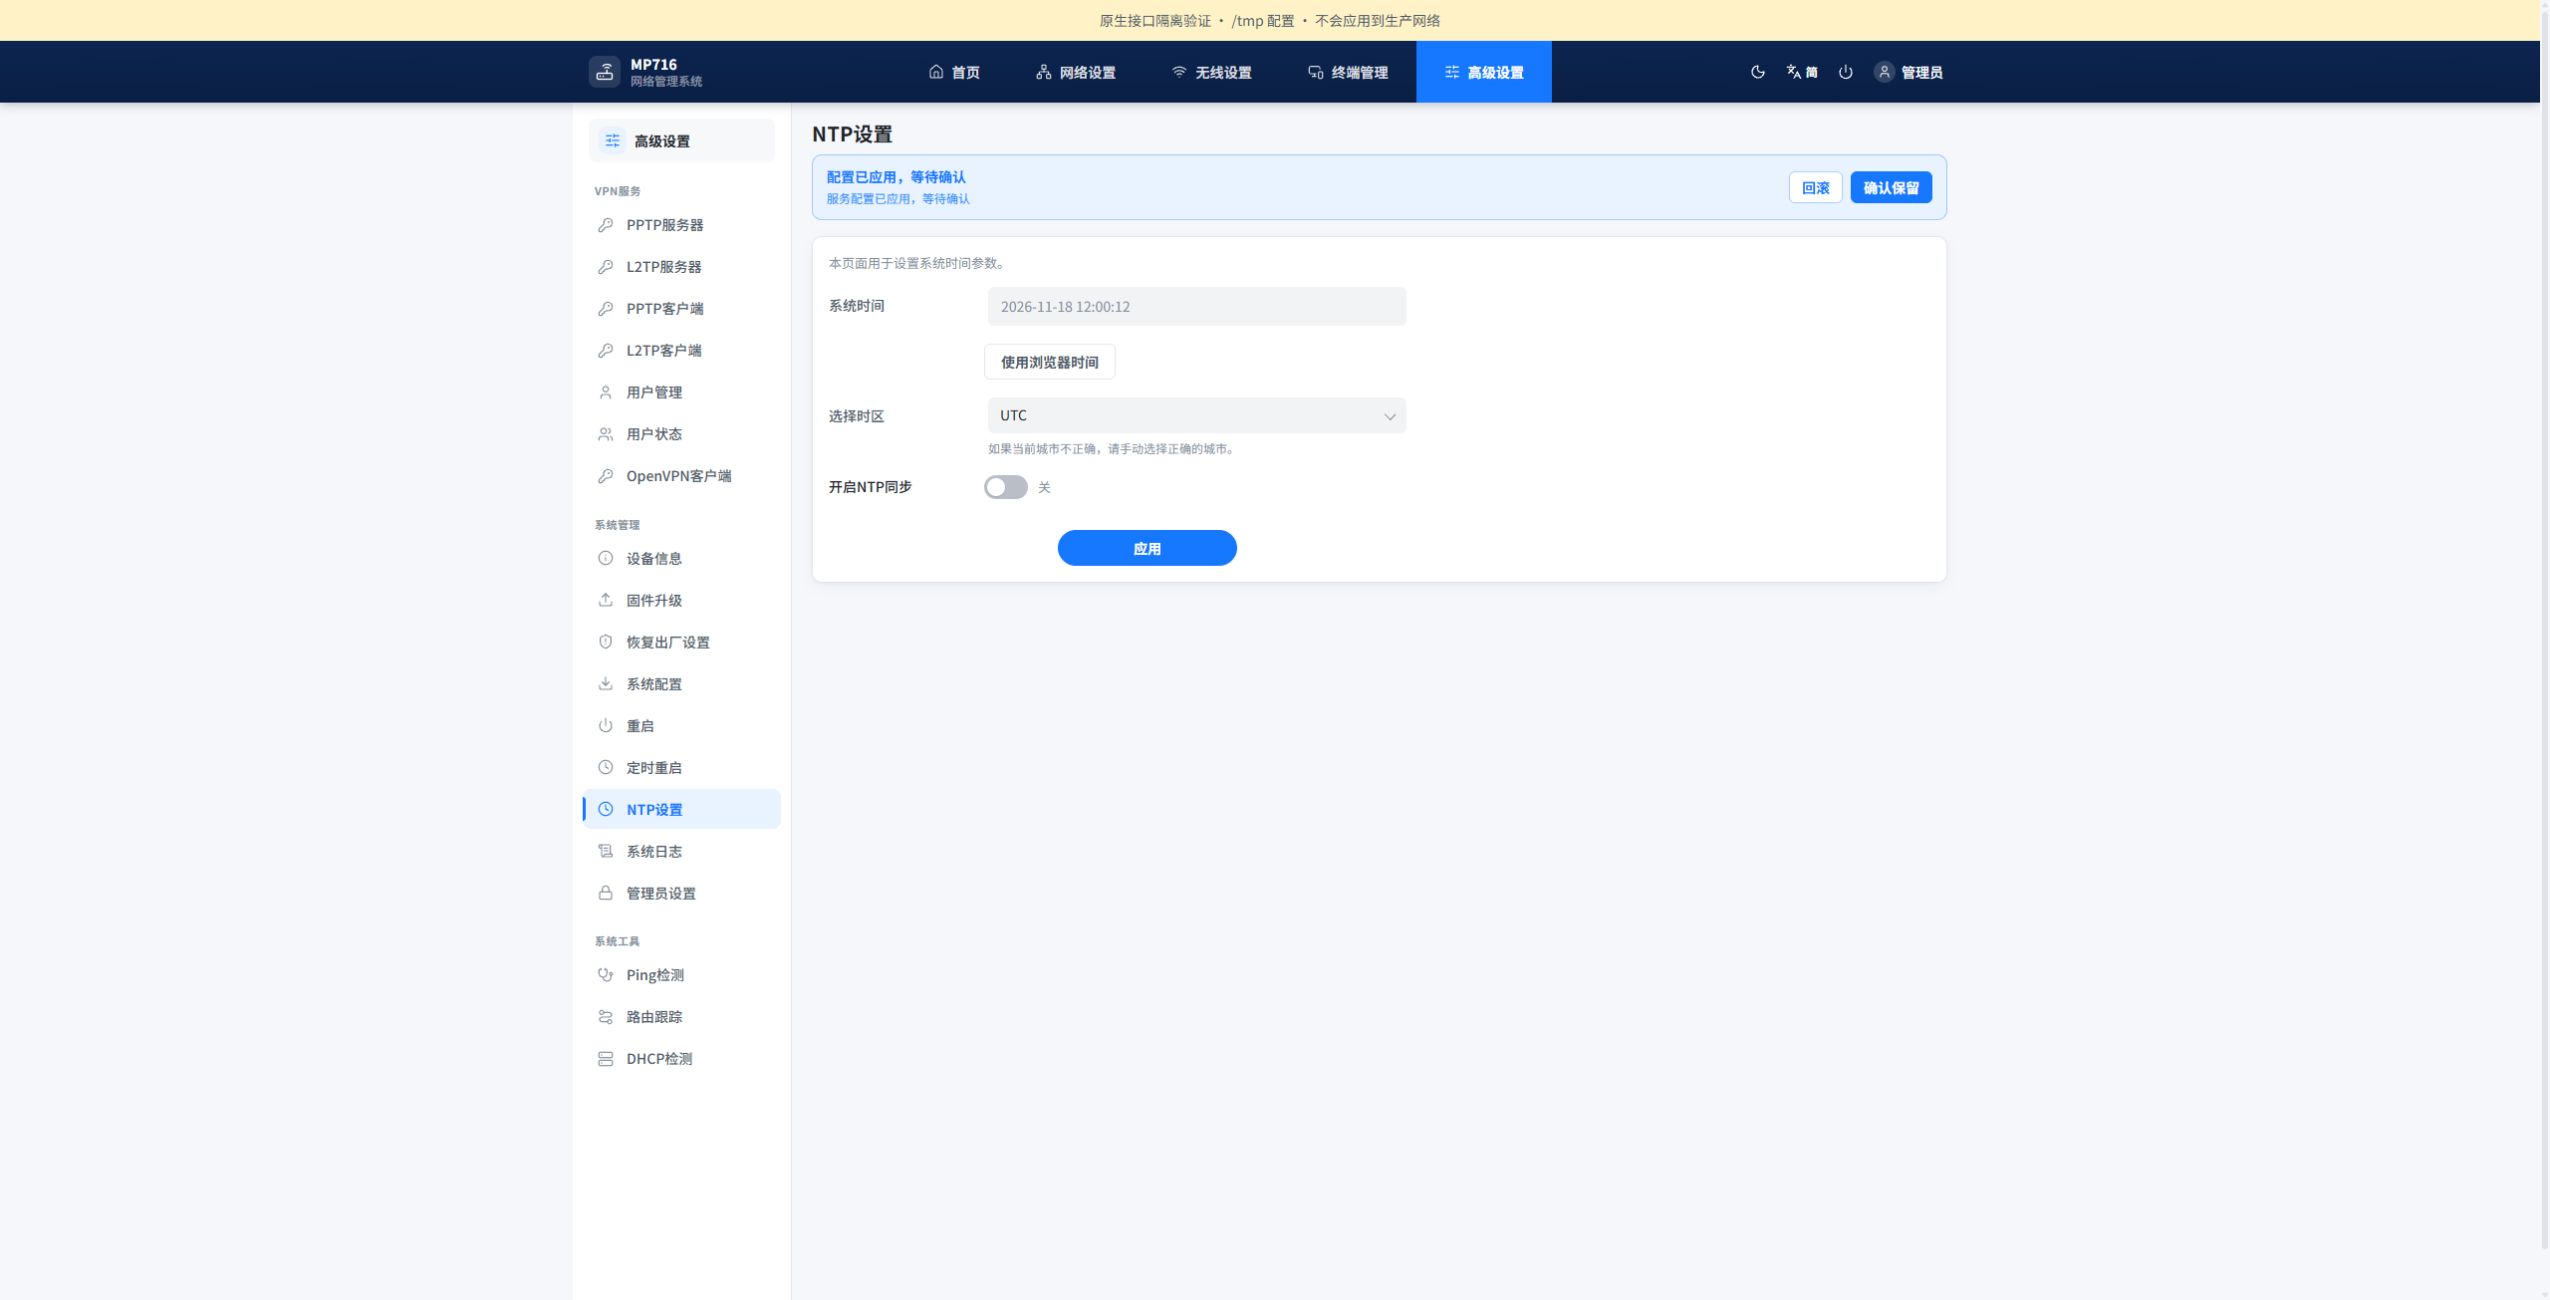 原生接口隔离验证 • /tmp 配置 • 不会应用到生产网络
MP716
网络管理系统
首页
网络设置
无线设置
终端管理
高级设置
简
管理员
高级设置
VPN服务
PPTP服务器
L2TP服务器
PPTP客户端
L2TP客户端
用户管理
用户状态
OpenVPN客户端
系统管理
设备信息
固件升级
恢复出厂设置
系统配置
重启
定时重启
NTP设置
系统日志
管理员设置
系统工具
Ping检测
路由跟踪
DHCP检测
NTP设置
配置已应用，等待确认
服务配置已应用，等待确认
回滚
确认保留
本页面用于设置系统时间参数。
系统时间
2026-11-18 12:00:12
使用浏览器时间
选择时区
UTC
如果当前城市不正确，请手动选择正确的城市。
开启NTP同步
关
应用